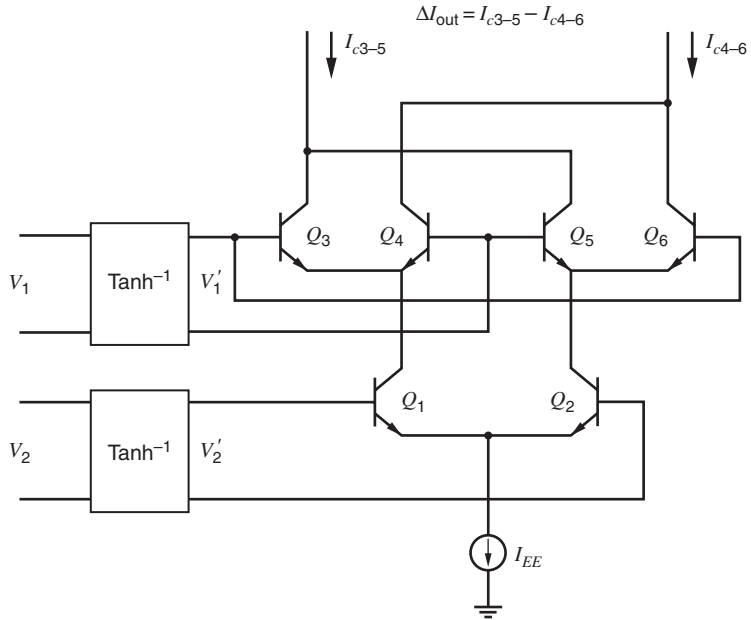 ΔI_out = I_c3–5 − I_c4–6
I_c3–5
I_c4–6
Q_3
Q_4
Q_5
Q_6
V_1
Tanh^–1
V_1′
Q_1
Q_2
V_2
Tanh^–1
V_2′
I_EE